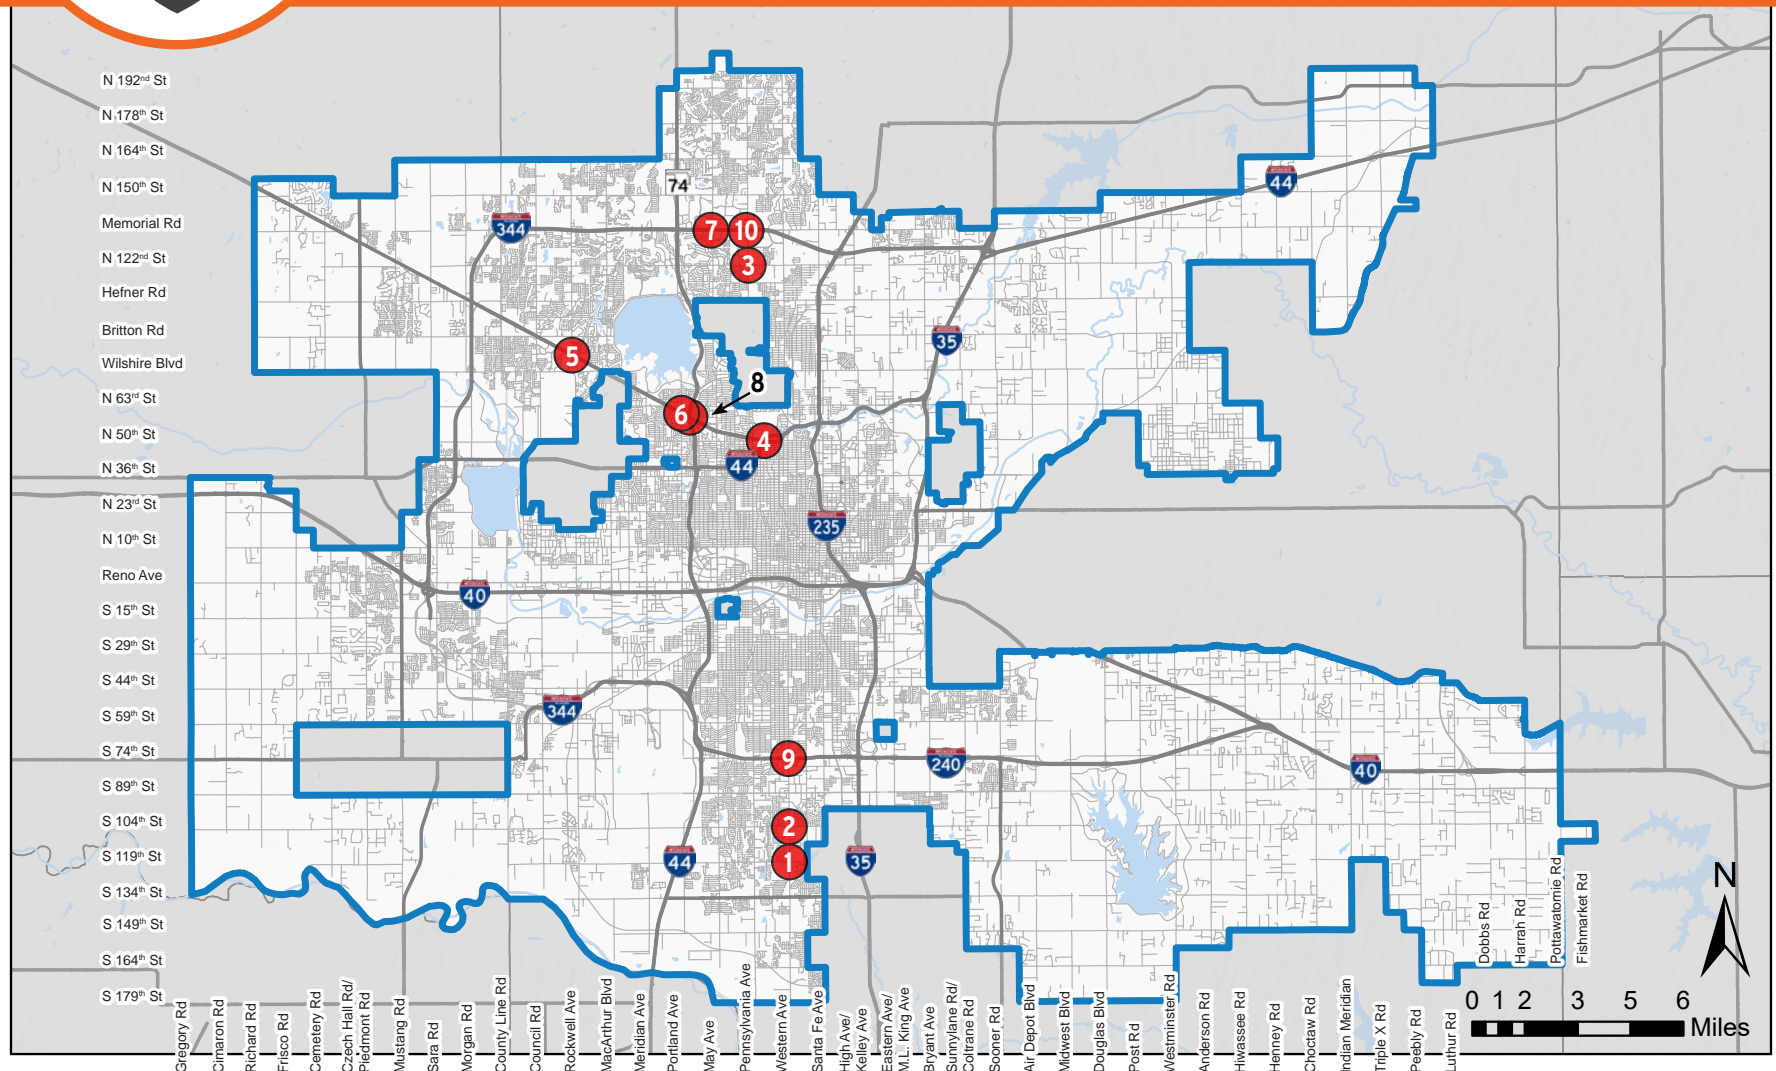 N 192nd St
N 178th St
N 164th St
N 150th St
Memorial Rd
N 122nd St
Hefner Rd
Britton Rd
Wilshire Blvd
N 63rd St
N 50th St
N 36th St
N 23rd St
N 10th St
Reno Ave
S 15th St
S 29th St
S 44th St
S 59th St
S 74th St
S 89th St
S 104th St
S 119th St
S 134th St
S 149th St
S 164th St
S 179th St
74
344
7
10
3
44
35
5
8
6
4
44
235
40
344
9
240
40
2
1
44
35
N
0 1 2 3 5 6
Miles
Gregory Rd
Cimaron Rd
Richard Rd
Frisco Rd
Cemetery Rd
Czech Hall Rd/
Piedmont Rd
Mustang Rd
Sara Rd
Morgan Rd
County Line Rd
Council Rd
Rockwell Ave
MacArthur Blvd
Meridian Ave
Portland Ave
May Ave
Pennsylvania Ave
Western Ave
Santa Fe Ave
High Ave/
Kelley Ave
Eastern Ave/
M.L. King Ave
Bryant Ave
Sunnylane Rd/
Coltrane Rd
Sooner Rd
Air Depot Blvd
Midwest Blvd
Douglas Blvd
Post Rd
Westminster Rd
Anderson Rd
Hiwassee Rd
Henney Rd
Choctaw Rd
Indian Meridian
Triple X Rd
Peebly Rd
Luthur Rd
Dobbs Rd
Harrah Rd
Pottawatomie Rd
Fishmarket Rd